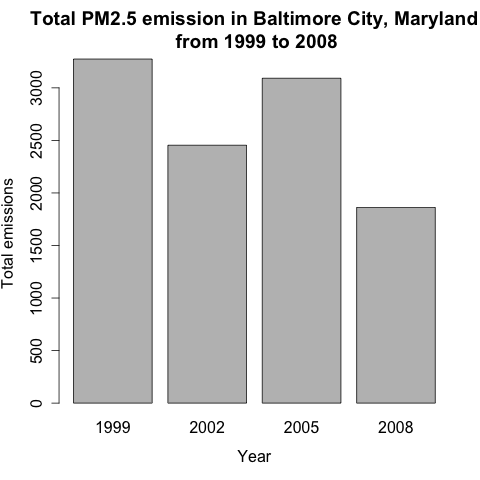 Total PM2.5 emission in Baltimore City, Maryland
from 1999 to 2008
Total emissions
3000
2500
2000
1500
1000
500
0
1999 2002 2005 2008
Year